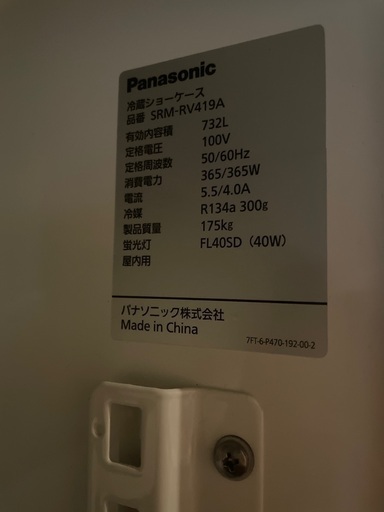 Panasonic
冷蔵ショーケース
品番 SRM-RV419A
有効内容積 732L
定格電圧 100V
定格周波数 50/60Hz
消費電力 365/365W
電流 5.5/4.0A
冷媒 R134a 300g
製品質量 175kg
蛍光灯 FL40SD（40W）
屋内用
パナソニック株式会社
Made in China
7FT-6-P470-192-00-2